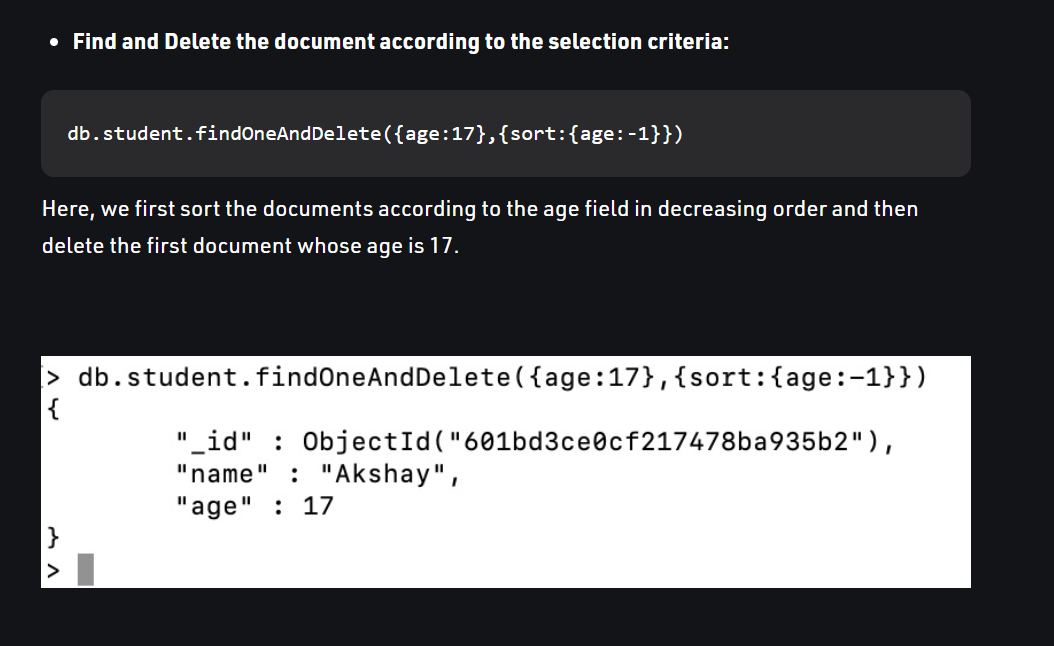 • Find and Delete the document according to the selection criteria:
db.student.findOneAndDelete({age:17},{sort:{age:-1}})
Here, we first sort the documents according to the age field in decreasing order and then
delete the first document whose age is 17.
> db.student.findOneAndDelete({age:17},{sort:{age:-1}})
{
"_id" : ObjectId("601bd3ce0cf217478ba935b2"),
"name" : "Akshay",
"age" : 17
}
>